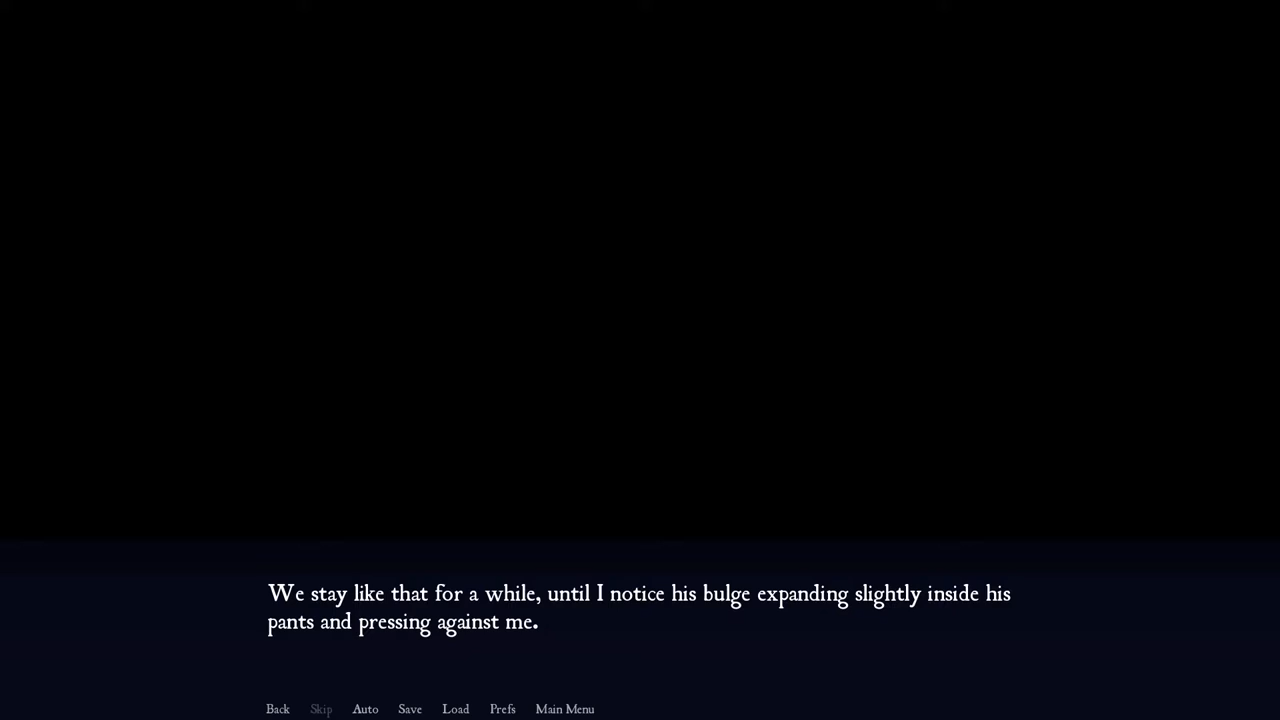 We stay like that for a while, until I notice his bulge expanding slightly inside his
pants and pressing against me.
Back Skip Auto Save Load Prefs Main Menu